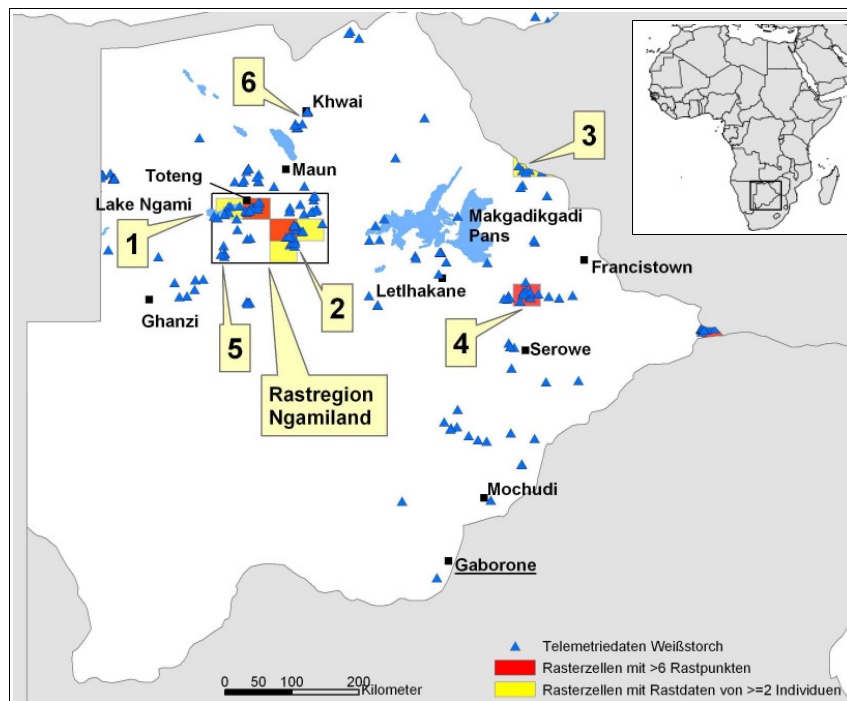 6
Khwai
3
Maun
Toteng
Lake Ngami
1
Makgadikgadi
Pans
Francistown
Letlhakane
2
Ghanzi
4
5
Serowe
Rastregion
Ngamiland
Mochudi
Gaborone
Telemetriedaten Weißstorch
Rasterzellen mit >6 Rastpunkten
Rasterzellen mit Rastdaten von >=2 Individuen
0 50 100 200
Kilometer